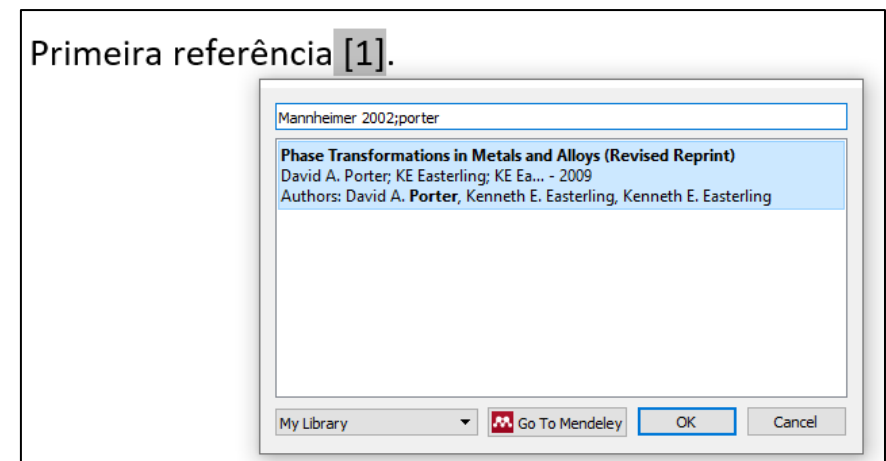 Primeira referência [1].
Mannheimer 2002;porter
Phase Transformations in Metals and Alloys (Revised Reprint)
David A. Porter; KE Easterling; KE Ea... - 2009
Authors: David A. Porter, Kenneth E. Easterling, Kenneth E. Easterling
My Library
Go To Mendeley
OK
Cancel